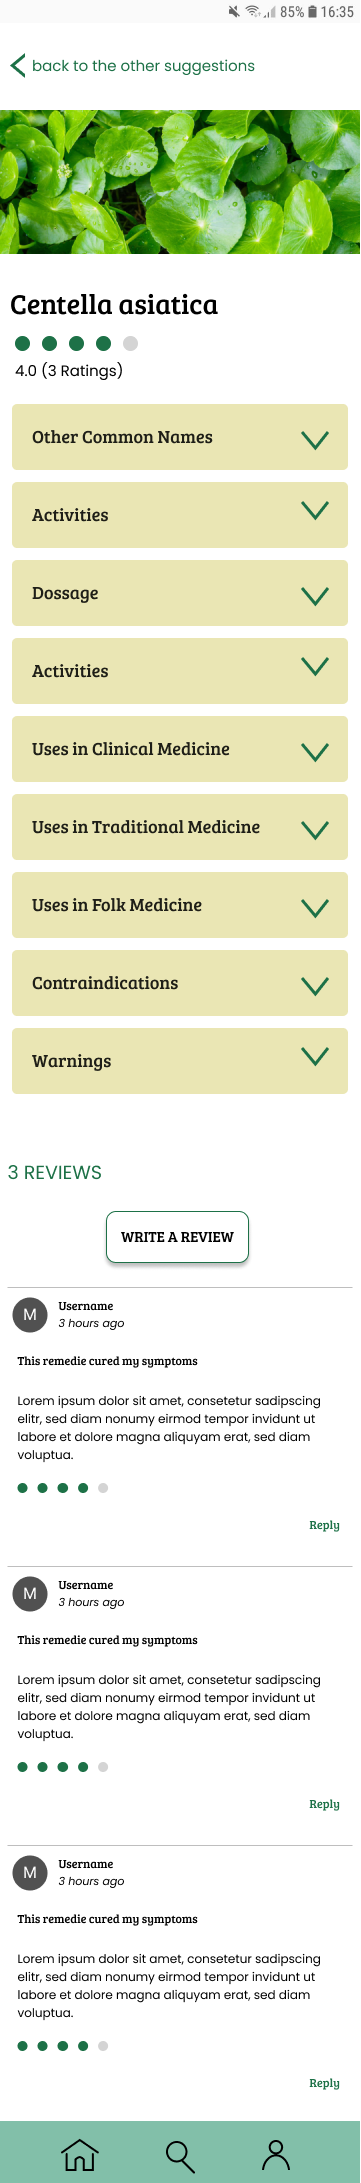 85% 16:35
back to the other suggestions
Centella asiatica
4.0 (3 Ratings)
Other Common Names
Activities
Dossage
Activities
Uses in Clinical Medicine
Uses in Traditional Medicine
Uses in Folk Medicine
Contraindications
Warnings
3 REVIEWS
WRITE A REVIEW
M
Username
3 hours ago
This remedie cured my symptoms
Lorem ipsum dolor sit amet, consetetur sadipscing
elitr, sed diam nonumy eirmod tempor invidunt ut
labore et dolore magna aliquyam erat, sed diam
voluptua.
Reply
M
Username
3 hours ago
This remedie cured my symptoms
Lorem ipsum dolor sit amet, consetetur sadipscing
elitr, sed diam nonumy eirmod tempor invidunt ut
labore et dolore magna aliquyam erat, sed diam
voluptua.
Reply
M
Username
3 hours ago
This remedie cured my symptoms
Lorem ipsum dolor sit amet, consetetur sadipscing
elitr, sed diam nonumy eirmod tempor invidunt ut
labore et dolore magna aliquyam erat, sed diam
voluptua.
Reply